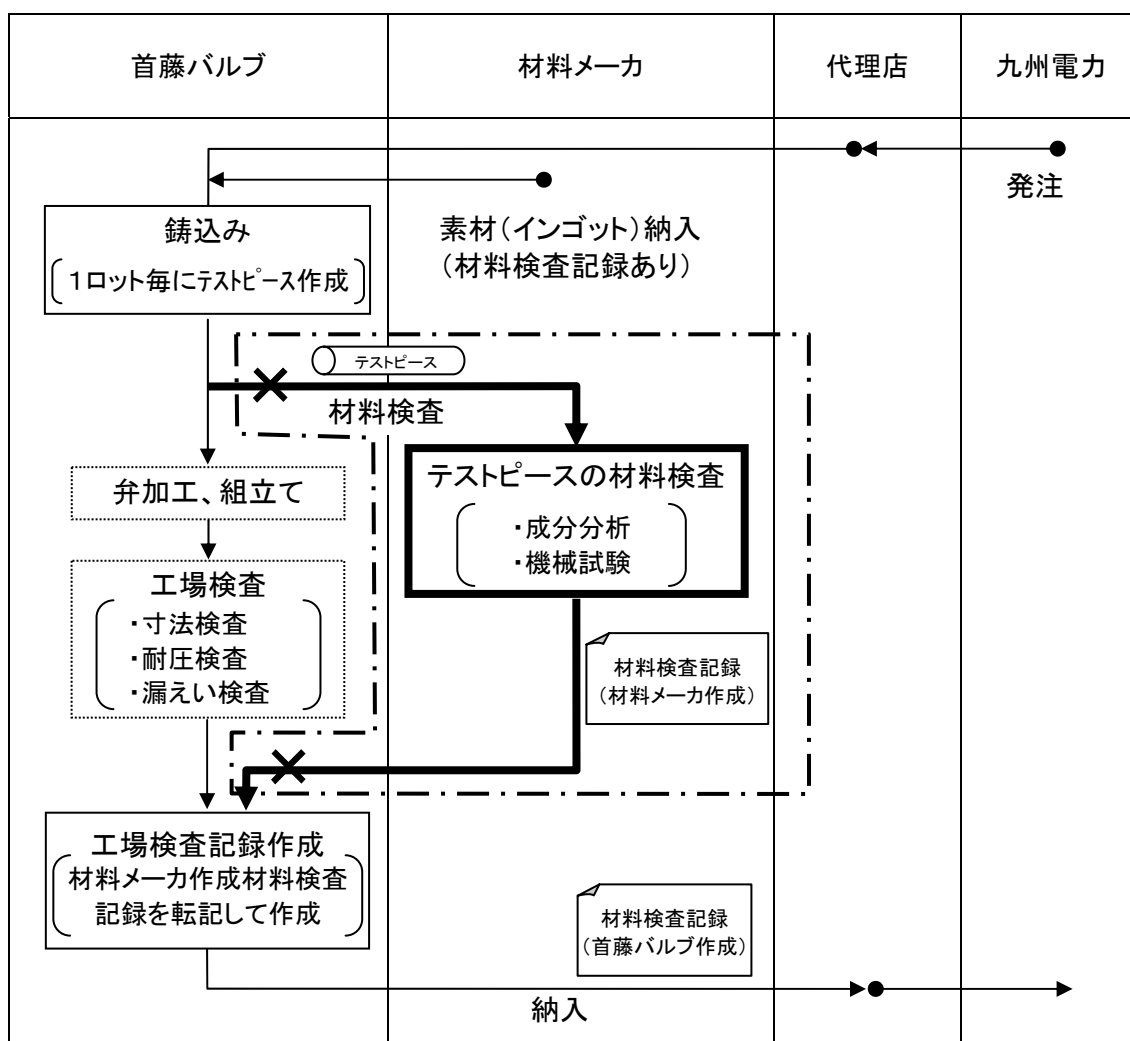 首藤バルブ
材料メーカ
代理店
九州電力
発注
鋳込み
１ロット毎にテストピース作成
素材（インゴット）納入
（材料検査記録あり）
テストピース
材料検査
テストピースの材料検査
・成分分析
・機械試験
弁加工、組立て
工場検査
・寸法検査
・耐圧検査
・漏えい検査
材料検査記録
（材料メーカ作成）
工場検査記録作成
材料メーカ作成材料検査
記録を転記して作成
材料検査記録
（首藤バルブ作成）
納入